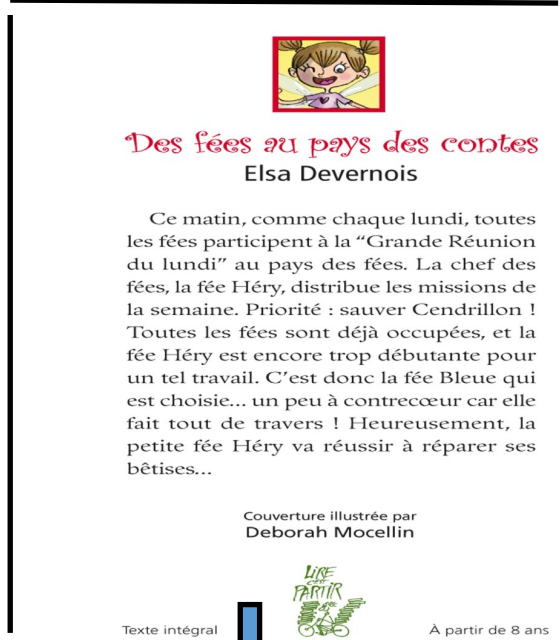 Des fées au pays des contes
Elsa Devernois
Ce matin, comme chaque lundi, toutes
les fées participent à la “Grande Réunion
du lundi” au pays des fées. La chef des
fées, la fée Héry, distribue les missions de
la semaine. Priorité : sauver Cendrillon !
Toutes les fées sont déjà occupées, et la
fée Héry est encore trop débutante pour
un tel travail. C’est donc la fée Bleue qui
est choisie... un peu à contrecœur car elle
fait tout de travers ! Heureusement, la
petite fée Héry va réussir à réparer ses
bêtises...
Couverture illustrée par
Deborah Mocellin
LIRE
C'EST
PARTIR
Texte intégral
À partir de 8 ans